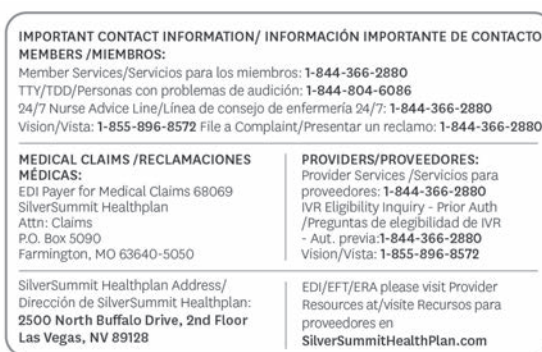 IMPORTANT CONTACT INFORMATION/ INFORMACIÓN IMPORTANTE DE CONTACTO
MEMBERS /MIEMBROS:
Member Services/Servicios para los miembros: 1-844-366-2880
TTY/TDD/Personas con problemas de audición: 1-844-804-6086
24/7 Nurse Advice Line/Línea de consejo de enfermería 24/7: 1-844-366-2880
Vision/Vista: 1-855-896-8572 File a Complaint/Presentar un reclamo: 1-844-366-2880
MEDICAL CLAIMS /RECLAMACIONES
MÉDICAS:
EDI Payer for Medical Claims 68069
SilverSummit Healthplan
Attn: Claims
P.O. Box 5090
Farmington, MO 63640-5050
PROVIDERS/PROVEEDORES:
Provider Services /Servicios para
proveedores: 1-844-366-2880
IVR Eligibility Inquiry - Prior Auth
/Preguntas de elegibilidad de IVR
- Aut. previa:1-844-366-2880
Vision/Vista: 1-855-896-8572
SilverSummit Healthplan Address/
Dirección de SilverSummit Healthplan:
2500 North Buffalo Drive, 2nd Floor
Las Vegas, NV 89128
EDI/EFT/ERA please visit Provider
Resources at/visite Recursos para
proveedores en
SilverSummitHealthPlan.com